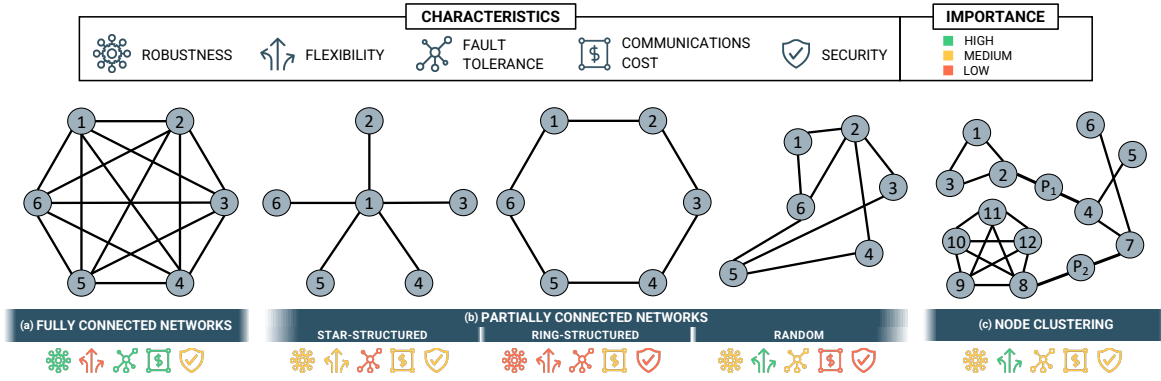 CHARACTERISTICS
IMPORTANCE
ROBUSTNESS
FLEXIBILITY
FAULT
TOLERANCE
$
COMMUNICATIONS
COST
SECURITY
HIGH
MEDIUM
LOW
1
2
3
4
5
6
2
6
1
3
5
4
1
2
6
3
5
4
1
2
3
6
4
5
1
6
5
3
2
P1
4
11
10
12
7
P2
9
8
(a) FULLY CONNECTED NETWORKS
(b) PARTIALLY CONNECTED NETWORKS
STAR-STRUCTURED
RING-STRUCTURED
RANDOM
(c) NODE CLUSTERING
$
$
$
$
$